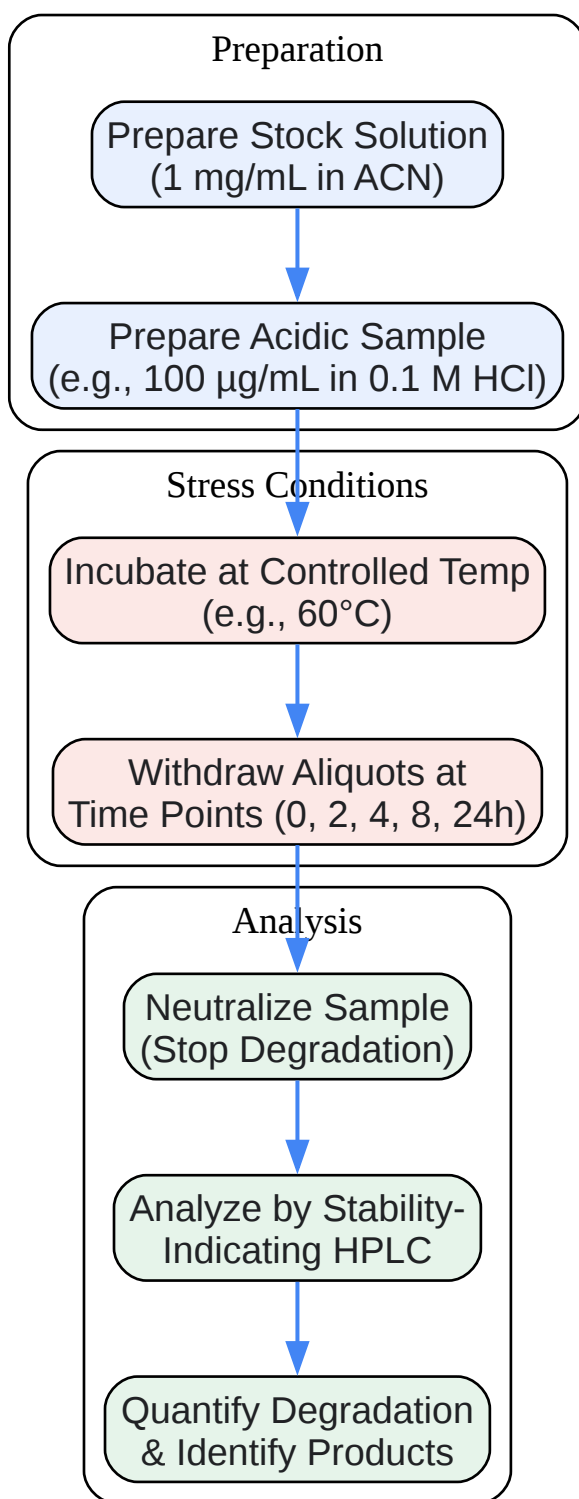 Preparation
Prepare Stock Solution
(1 mg/mL in ACN)
Prepare Acidic Sample
(e.g., 100 µg/mL in 0.1 M HCl)
Stress Conditions
Incubate at Controlled Temp
(e.g., 60°C)
Withdraw Aliquots at
Time Points (0, 2, 4, 8, 24h)
Analysis
Neutralize Sample
(Stop Degradation)
Analyze by Stability-
Indicating HPLC
Quantify Degradation
& Identify Products